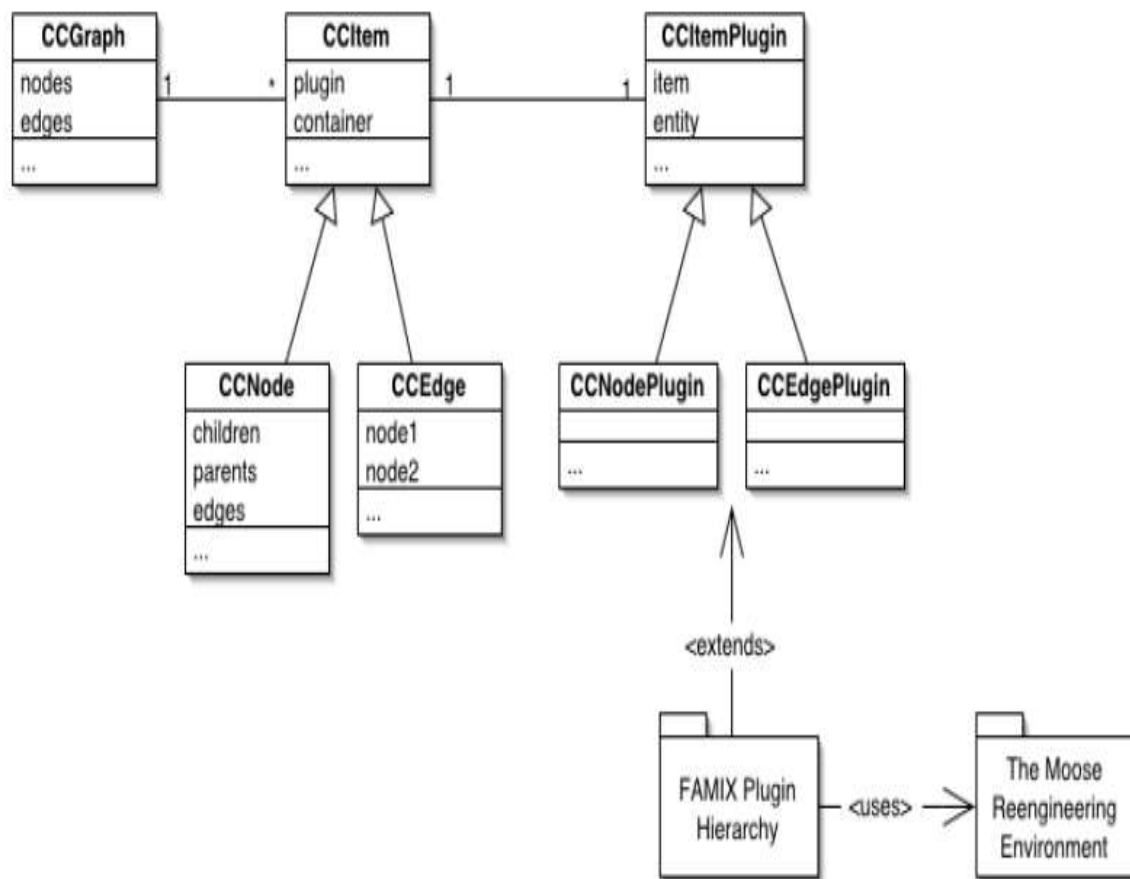 CCGraph
nodes
edges
...
1
*
CCItem
plugin
container
...
1
1
CCItemPlugin
item
entity
...
CCNode
children
parents
edges
...
CCEdge
node1
node2
...
CCNodePlugin
...
CCEdgePlugin
...
<extends>
FAMIX Plugin
Hierarchy
<uses>
The Moose
Reengineering
Environment